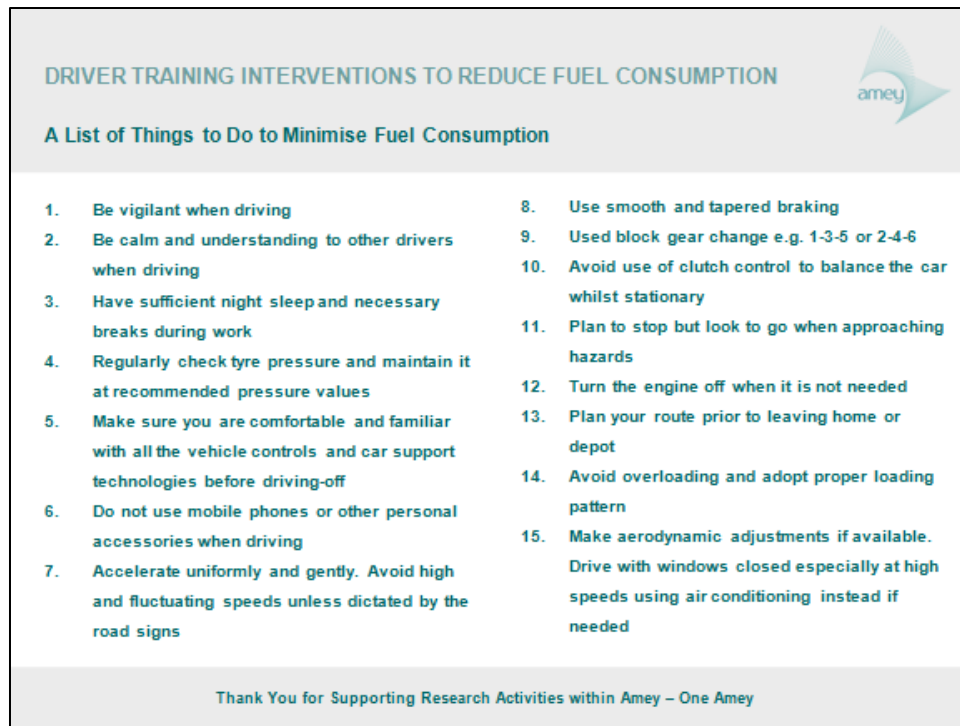 DRIVER TRAINING INTERVENTIONS TO REDUCE FUEL CONSUMPTION
amey
A List of Things to Do to Minimise Fuel Consumption
1. Be vigilant when driving
2. Be calm and understanding to other drivers
when driving
3. Have sufficient night sleep and necessary
breaks during work
4. Regularly check tyre pressure and maintain it
at recommended pressure values
5. Make sure you are comfortable and familiar
with all the vehicle controls and car support
technologies before driving-off
6. Do not use mobile phones or other personal
accessories when driving
7. Accelerate uniformly and gently. Avoid high
and fluctuating speeds unless dictated by the
road signs
8. Use smooth and tapered braking
9. Used block gear change e.g. 1-3-5 or 2-4-6
10. Avoid use of clutch control to balance the car
whilst stationary
11. Plan to stop but look to go when approaching
hazards
12. Turn the engine off when it is not needed
13. Plan your route prior to leaving home or
depot
14. Avoid overloading and adopt proper loading
pattern
15. Make aerodynamic adjustments if available.
Drive with windows closed especially at high
speeds using air conditioning instead if
needed
Thank You for Supporting Research Activities within Amey – One Amey